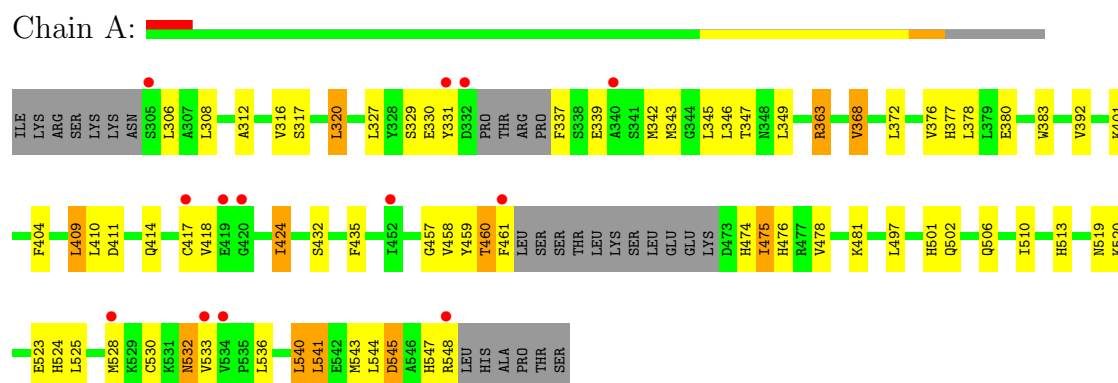 Chain A:
ILE LYS ARG SER LYS LYS ASN S305 L306 A307 L308 A312 V316 S317 L320 L327 Y328 S329 E330 Y331 D332 PRO THR ARG PRO F337 S338 E339 A340 S341 M342 M343 G344 L345 L346 T347 N348 L349 R363 V368 L372 V376 H377 L378 L379 E380 W383 V392 K401
F404 L409 L410 D411 Q414 C417 V418 E419 G420 I424 S432 F435 I452 G457 V458 Y459 T460 F461 LEU SER SER THR LEU LYS SER LEU GLU GLU LYS D473 H474 I475 H476 R477 V478 K481 L497 H501 Q502 Q506 I510 H513 N519 K520
E523 H524 L525 M528 K529 C530 K531 N532 V533 V534 P535 L536 L540 L541 E542 M543 L544 D545 A546 H547 R548 LEU HIS ALA PRO THR SER